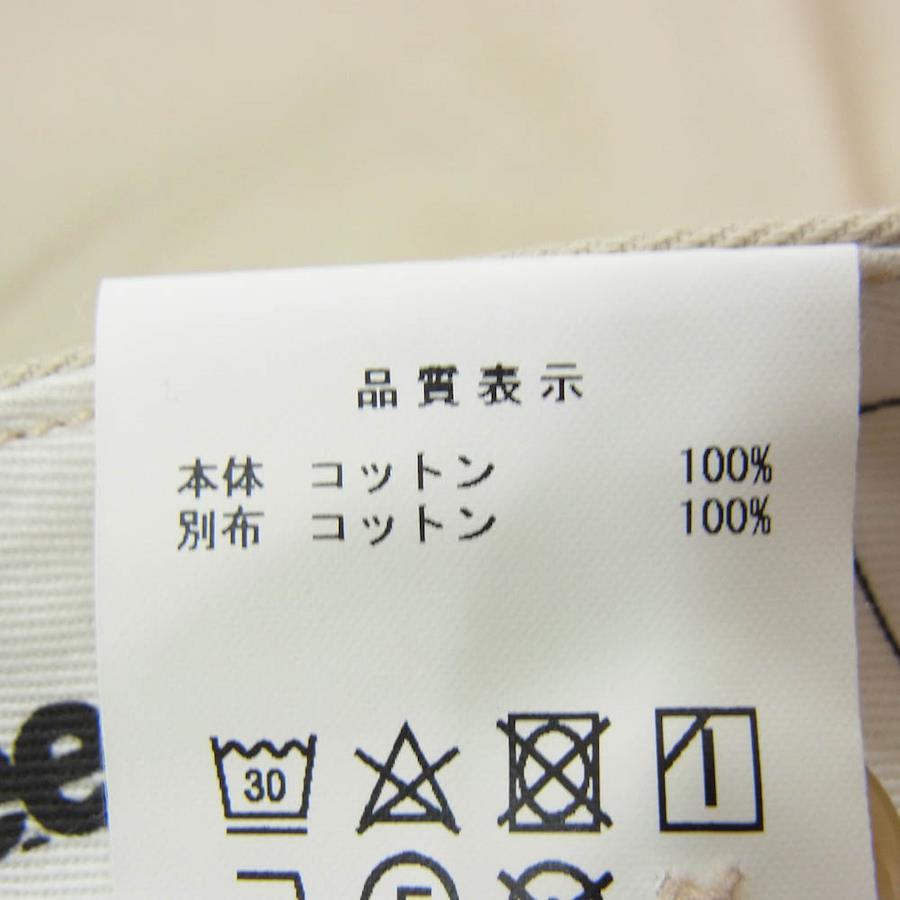 品質表示
本体 コットン 100%
別布 コットン 100%
30